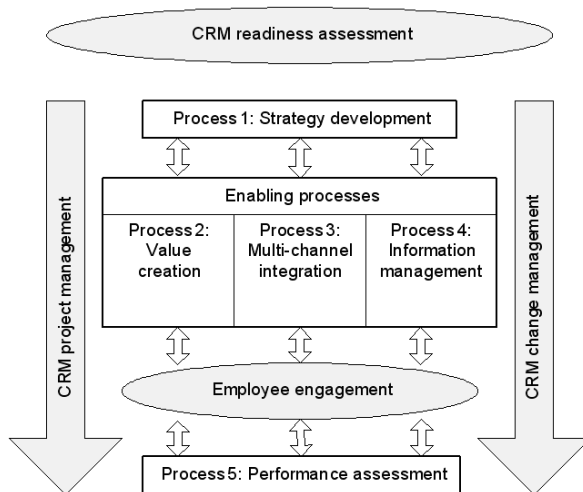 CRM readiness assessment
Process 1: Strategy development
Enabling processes
Process 2:
Value
creation
Process 3:
Multi-channel
integration
Process 4:
Information
management
CRM project management
CRM change management
Employee engagement
Process 5: Performance assessment